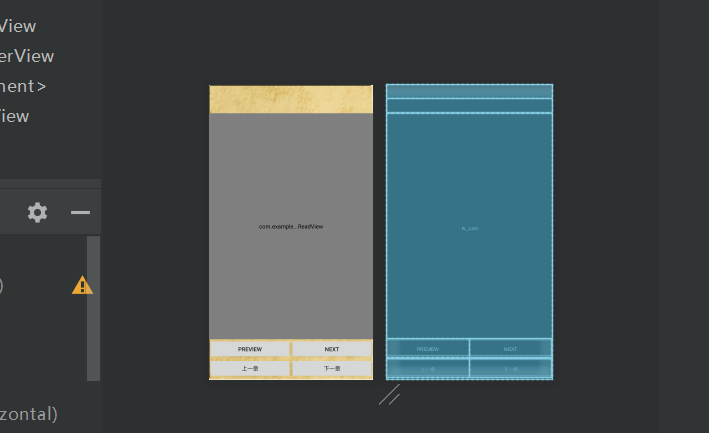 View
erView
ment>
View
)
zontal)
com.example...ReadView
PREVIEW
NEXT
上一章
下一章
PREVIEW
NEXT